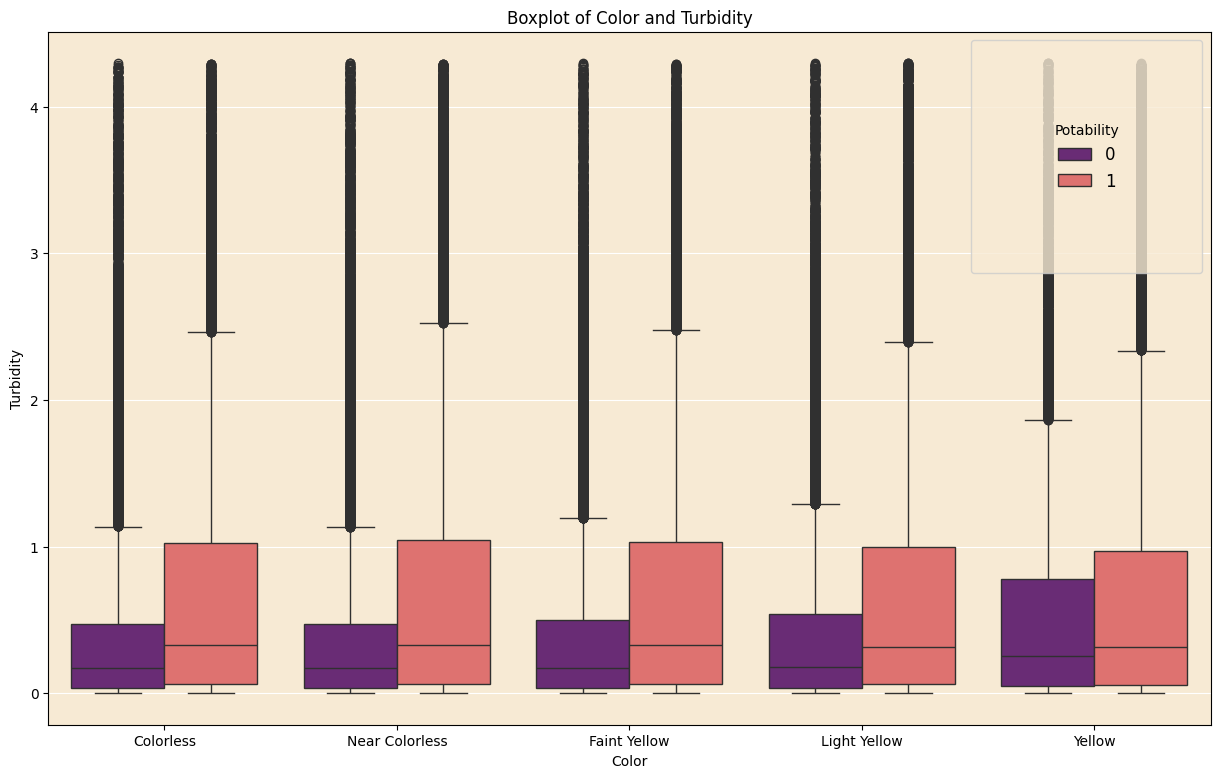 Boxplot of Color and Turbidity
Turbidity
4
3
2
1
0
Potability
0
1
Colorless
Near Colorless
Faint Yellow
Light Yellow
Yellow
Color